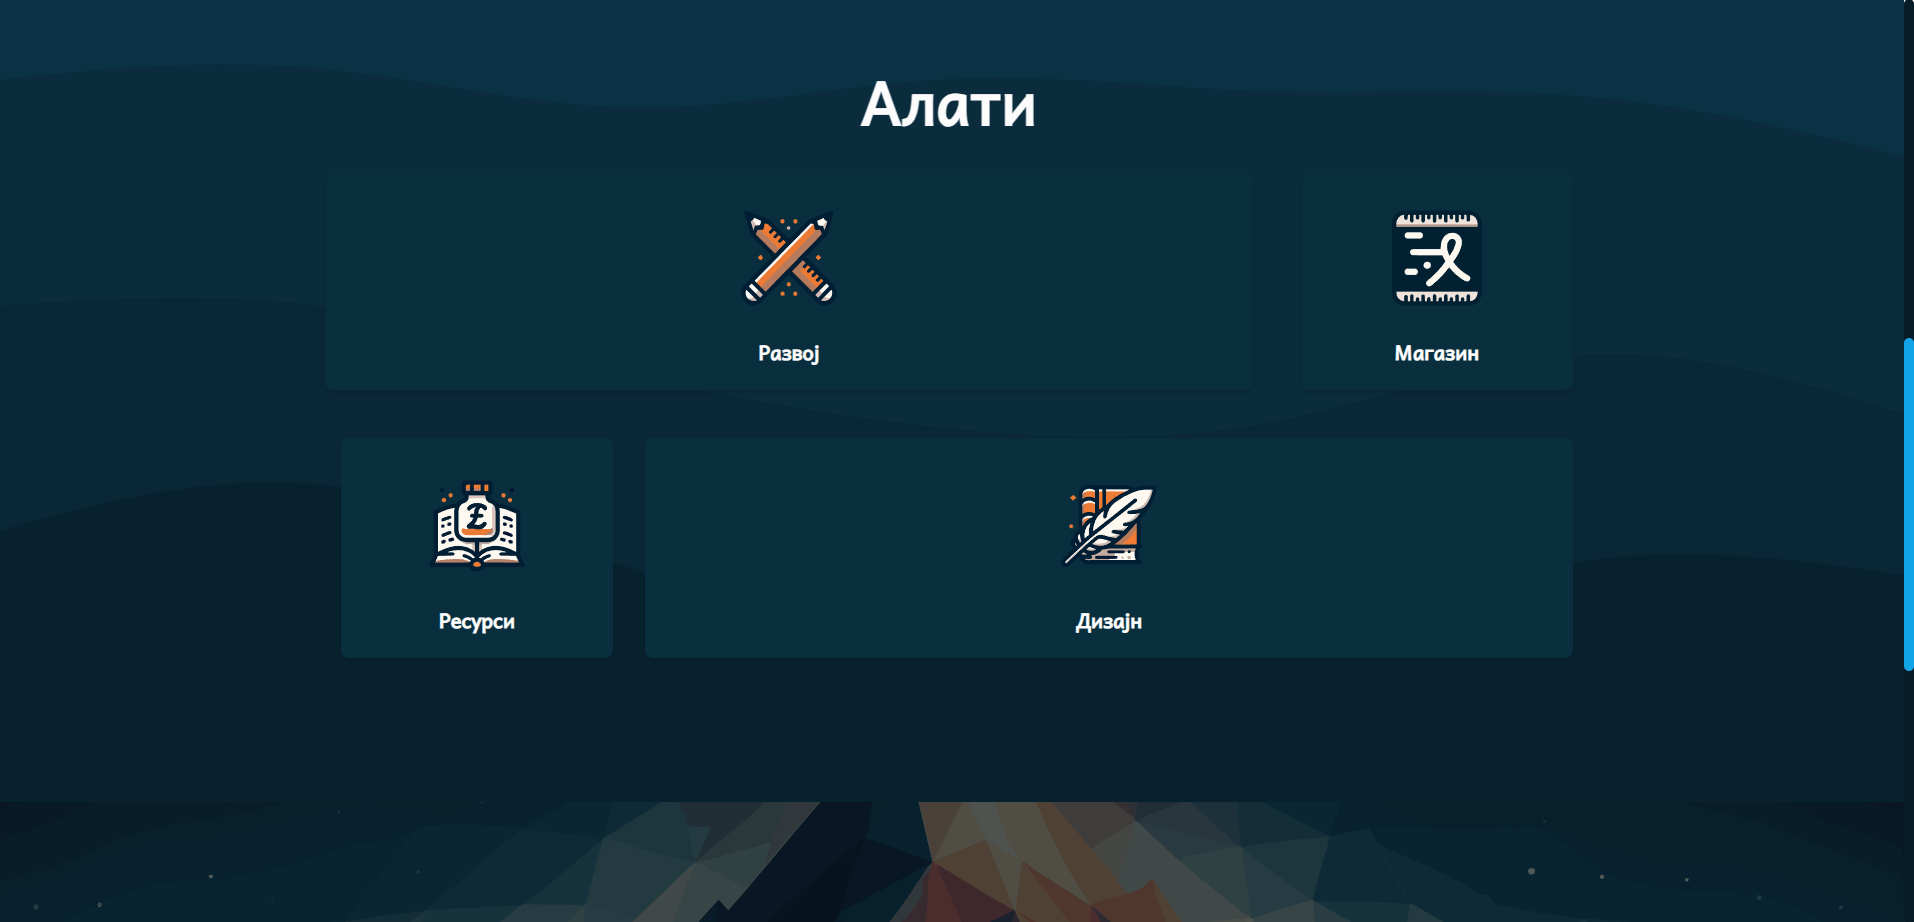 Алати
Развој
Магазин
Ресурси
Дизајн